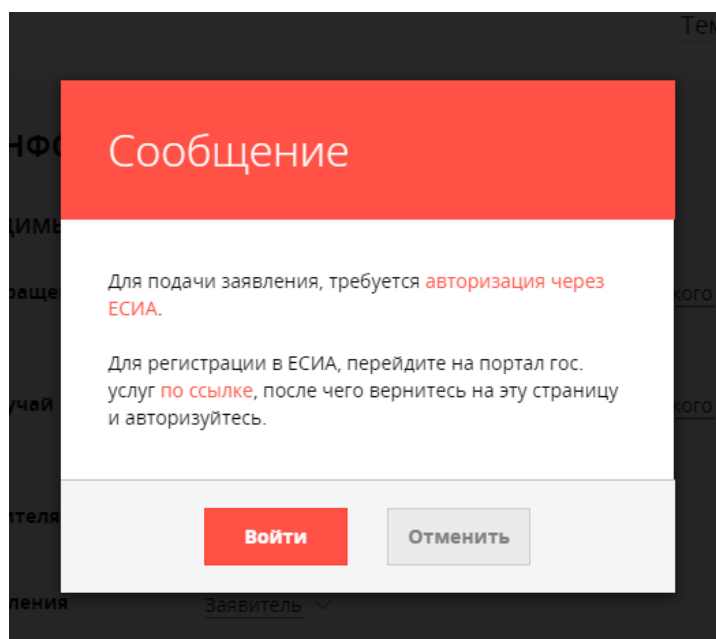 Сообщение
Для подачи заявления, требуется авторизация через
ЕСИА.
Для регистрации в ЕСИА, перейдите на портал гос.
услуг по ссылке, после чего вернитесь на эту страницу
и авторизуйтесь.
Войти
Отменить
Заявитель